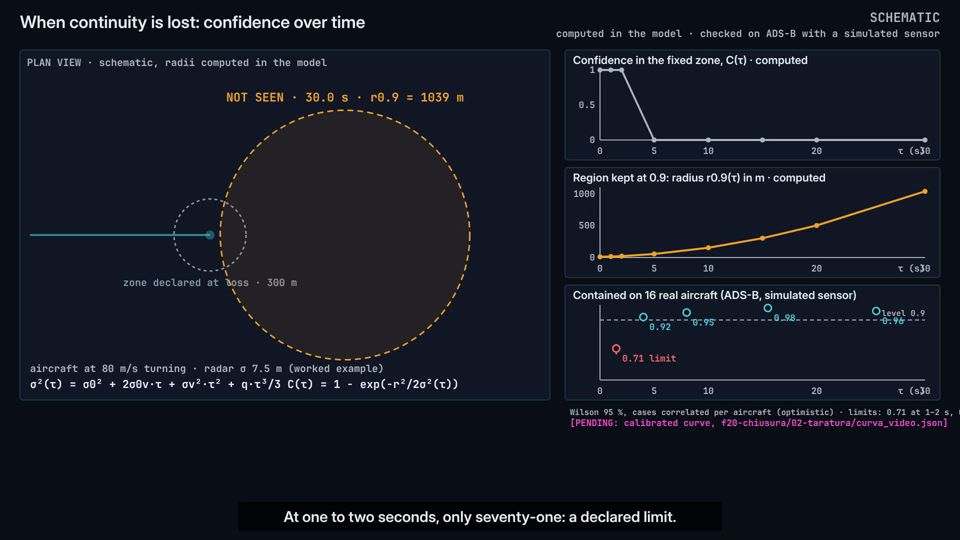 When continuity is lost: confidence over time
SCHEMATIC
computed in the model · checked on ADS-B with a simulated sensor
PLAN VIEW · schematic, radii computed in the model
NOT SEEN · 30.0 s · r0.9 = 1039 m
zone declared at loss · 300 m
aircraft at 80 m/s turning · radar σ 7.5 m (worked example)
σ²(τ) = σ0² + 2σ0v·τ + σv²·τ² + q·τ³/3 C(τ) = 1 - exp(-r²/2σ²(τ))
Confidence in the fixed zone, C(τ) · computed
1
0.5
0
0 5 10 20 τ (s) 30
Region kept at 0.9: radius r0.9(τ) in m · computed
1000
500
0
0 5 10 20 τ (s) 30
Contained on 16 real aircraft (ADS-B, simulated sensor)
0.92 0.95 0.98 0.96
level 0.9
0.71 limit
0 5 10 20 τ (s) 30
Wilson 95 %, cases correlated per aircraft (optimistic) · limits: 0.71 at 1-2 s,
[PENDING: calibrated curve, f20-chiusura/02-taratura/curva_video.json]
At one to two seconds, only seventy-one: a declared limit.